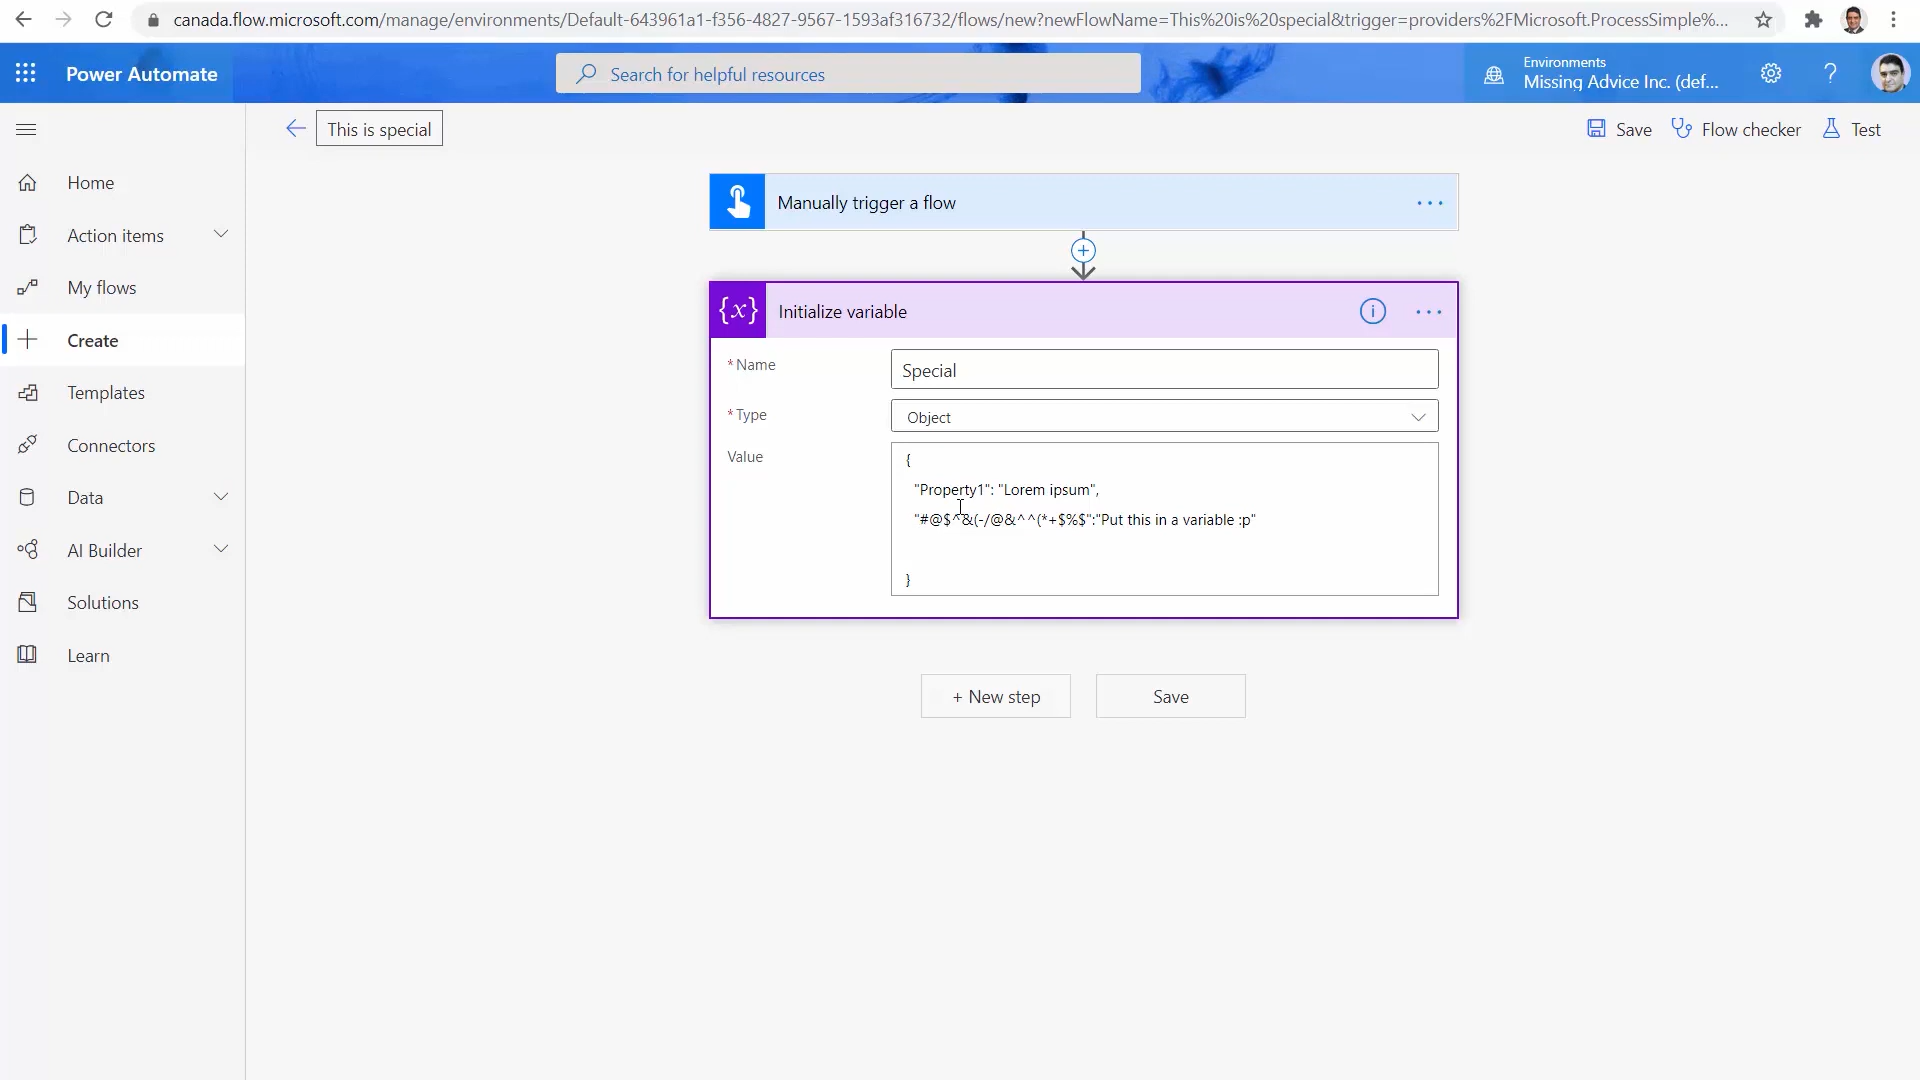 canada.flow.microsoft.com/manage/environments/Default-643961a1-f356-4827-9567-1593af316732/flows/new?newFlowName=This%20is%20special&trigger=providers%2FMicrosoft.ProcessSimple%...
Power Automate
Search for helpful resources
Environments
Missing Advice Inc. (def...
?
This is special
Save
Flow checker
Test
Home
Action items
My flows
Create
Templates
Connectors
Data
AI Builder
Solutions
Learn
Manually trigger a flow
{x} Initialize variable
* Name
Special
* Type
Object
Value
{
"Property1": "Lorem ipsum",
"#@$^&(-/@&^^(*+$%$":"Put this in a variable :p"
}
+ New step
Save